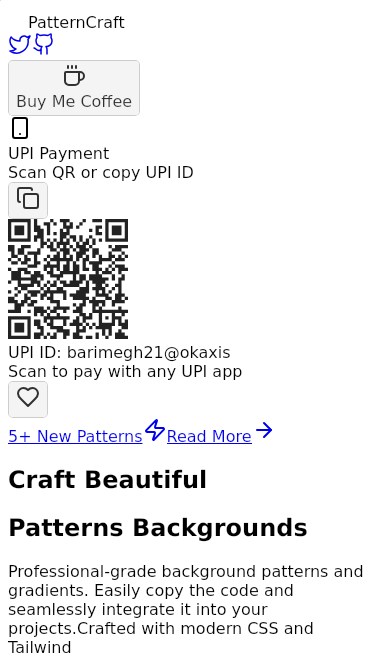 PatternCraft
Buy Me Coffee
UPI Payment
Scan QR or copy UPI ID
UPI ID: barimegh21@okaxis
Scan to pay with any UPI app
5+ New Patterns Read More
Craft Beautiful
Patterns Backgrounds
Professional-grade background patterns and
gradients. Easily copy the code and
seamlessly integrate it into your
projects.Crafted with modern CSS and
Tailwind